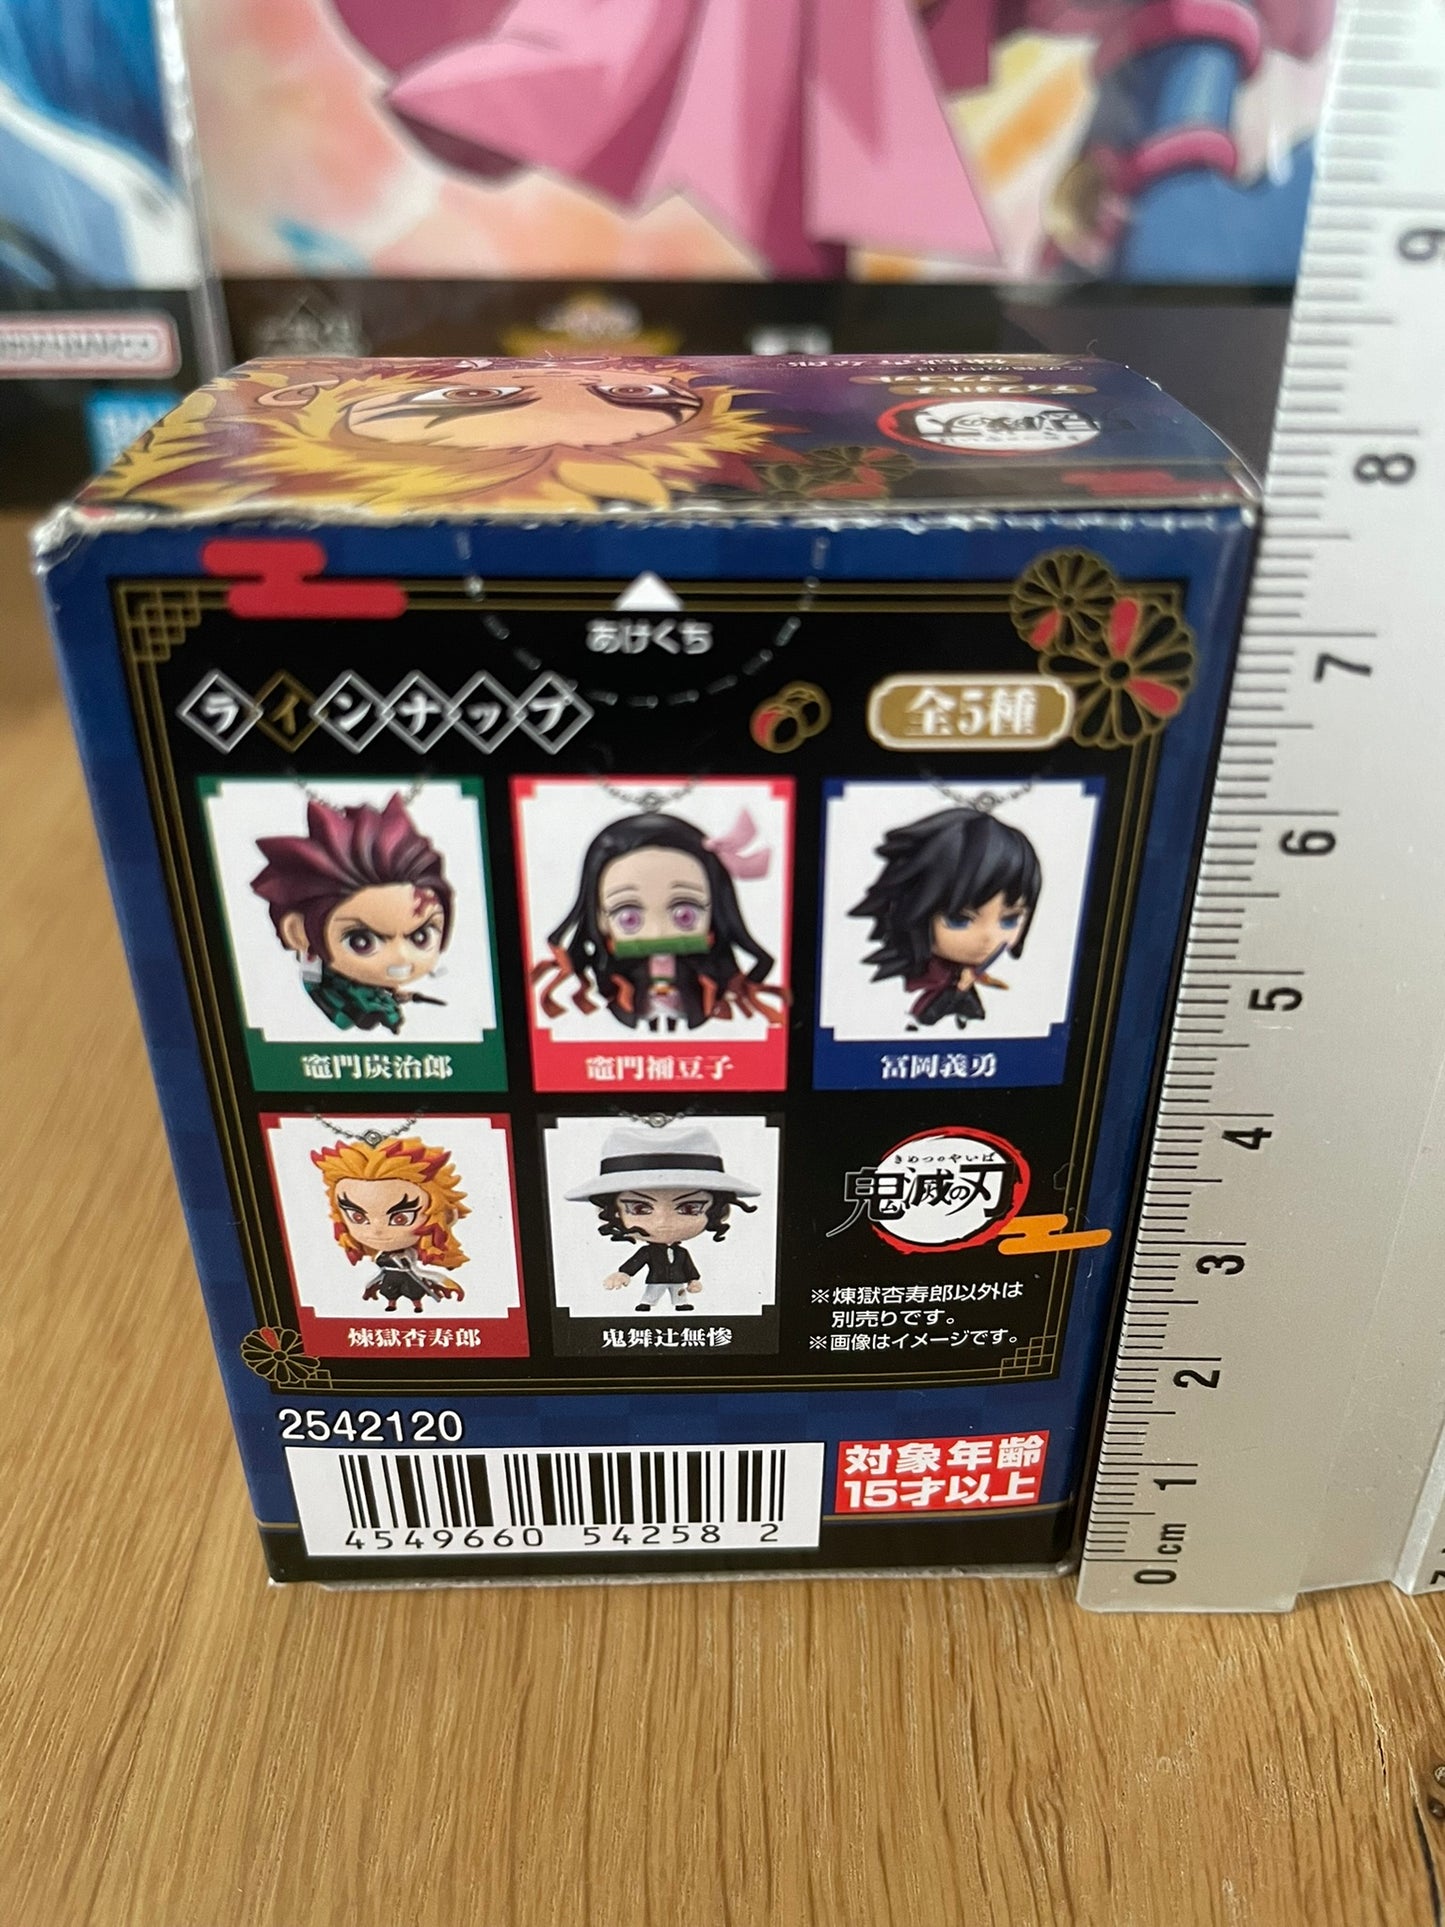 あけくち
ラインナップ
全5種
竈門炭治郎
竈門禰豆子
冨岡義勇
煉獄杏寿郎
鬼舞辻無惨
きめつのやいば
鬼滅の刃
※煉獄杏寿郎以外は
別売りです。
※画像はイメージです。
2542120
対象年齢
15才以上
4549660 54258 2
9
8
7
6
5
4
3
2
1
0 cm